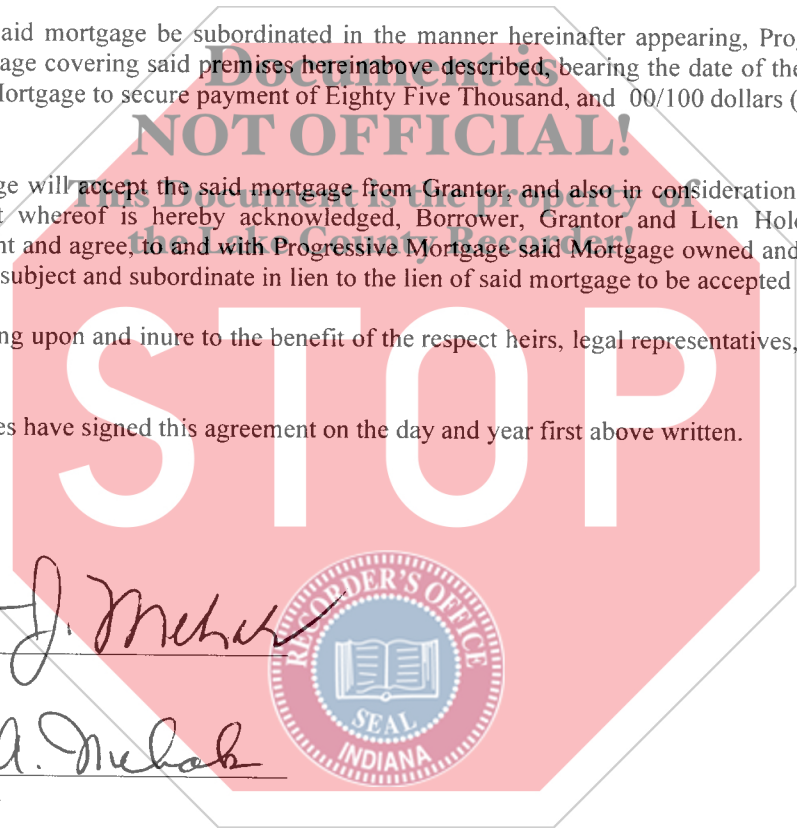 aid mortgage be subordinated in the manner hereinafter appearing, Prog
age covering said premises hereinabove described, bearing the date of the
Mortgage to secure payment of Eighty Five Thousand, and 00/100 dollars (
Document is
NOT OFFICIAL!
This Document is the property of
the Lake County Recorder!
ge will accept the said mortgage from Grantor, and also in consideration
t whereof is hereby acknowledged, Borrower, Grantor and Lien Hol
nt and agree, to and with Progressive Mortgage said Mortgage owned and
subject and subordinate in lien to the lien of said mortgage to be accepted
ng upon and inure to the benefit of the respect heirs, legal representatives,
es have signed this agreement on the day and year first above written.
STOP
J.
A.
RECORDER'S OFFICE
SEAL
INDIANA